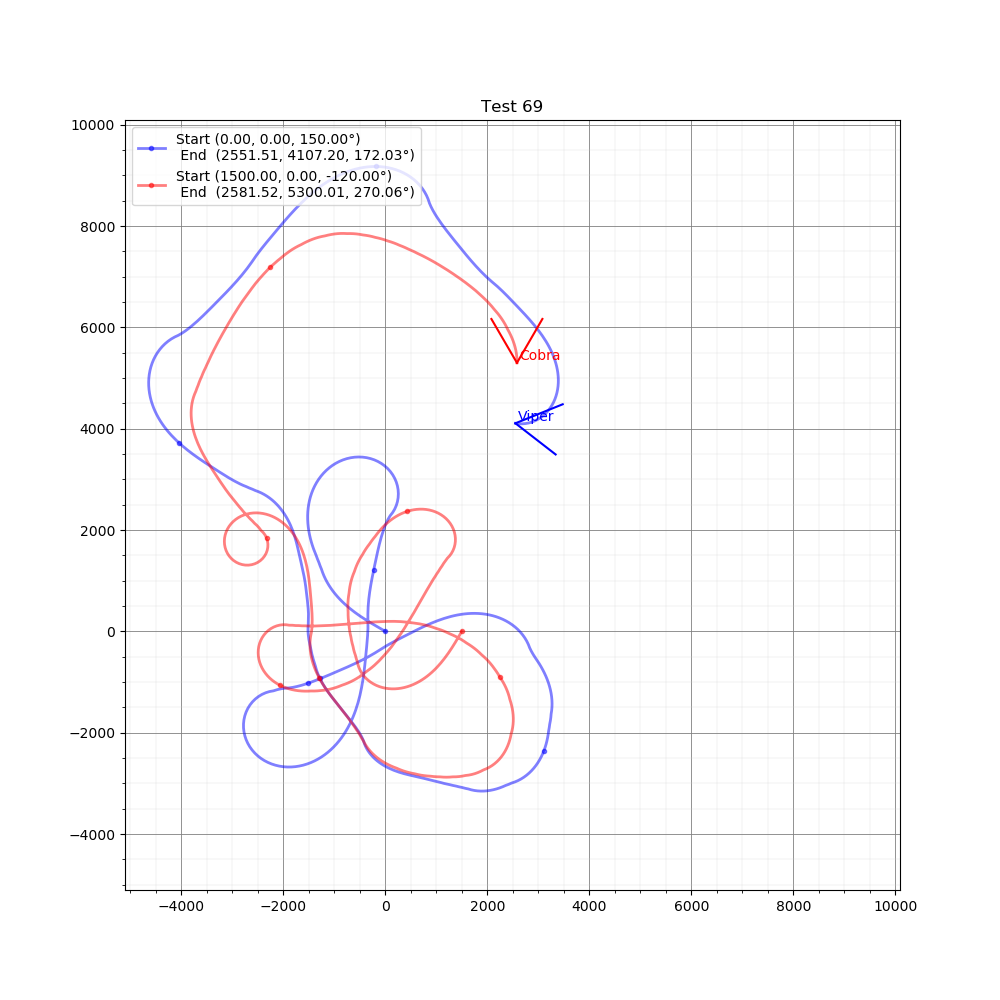 Test 69
Start (0.00, 0.00, 150.00°)
End (2551.51, 4107.20, 172.03°)
Start (1500.00, 0.00, -120.00°)
End (2581.52, 5300.01, 270.06°)
10000
8000
6000
4000
2000
0
−2000
−4000
Cobra
Viper
−4000 −2000 0 2000 4000 6000 8000 10000